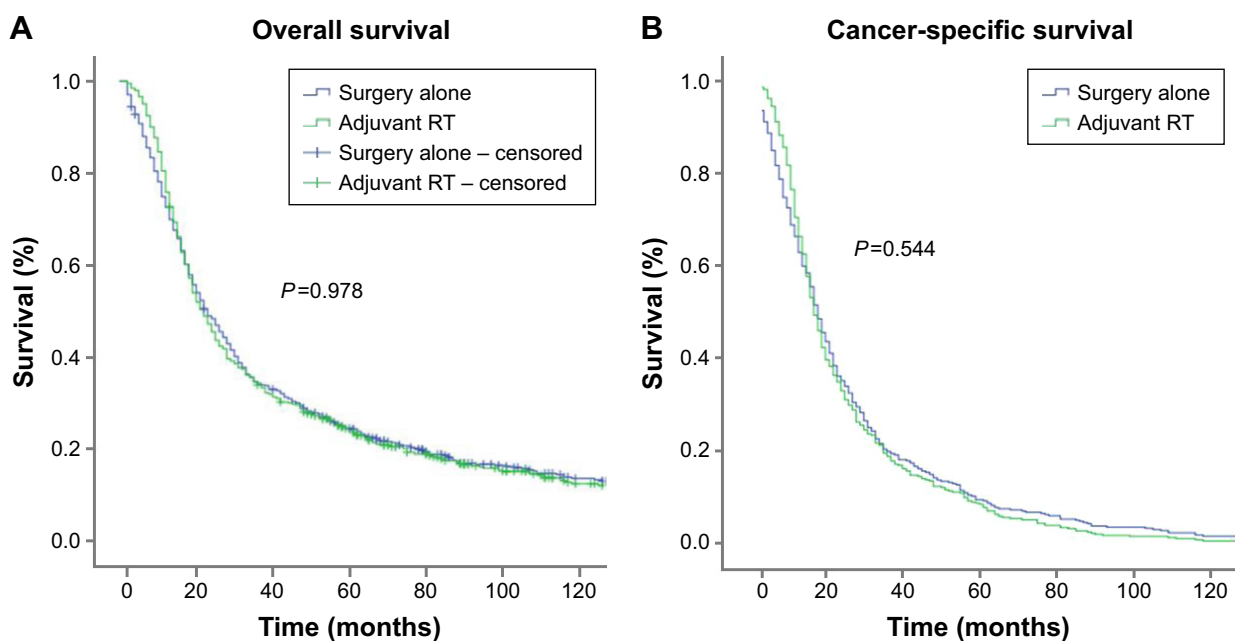 A
Overall survival
Survival (%)
1.0
0.8
0.6
0.4
0.2
0.0
Surgery alone
Adjuvant RT
Surgery alone – censored
Adjuvant RT – censored
P=0.978
0 20 40 60 80 100 120
Time (months)
B
Cancer-specific survival
Survival (%)
1.0
0.8
0.6
0.4
0.2
0.0
Surgery alone
Adjuvant RT
P=0.544
0 20 40 60 80 100 120
Time (months)